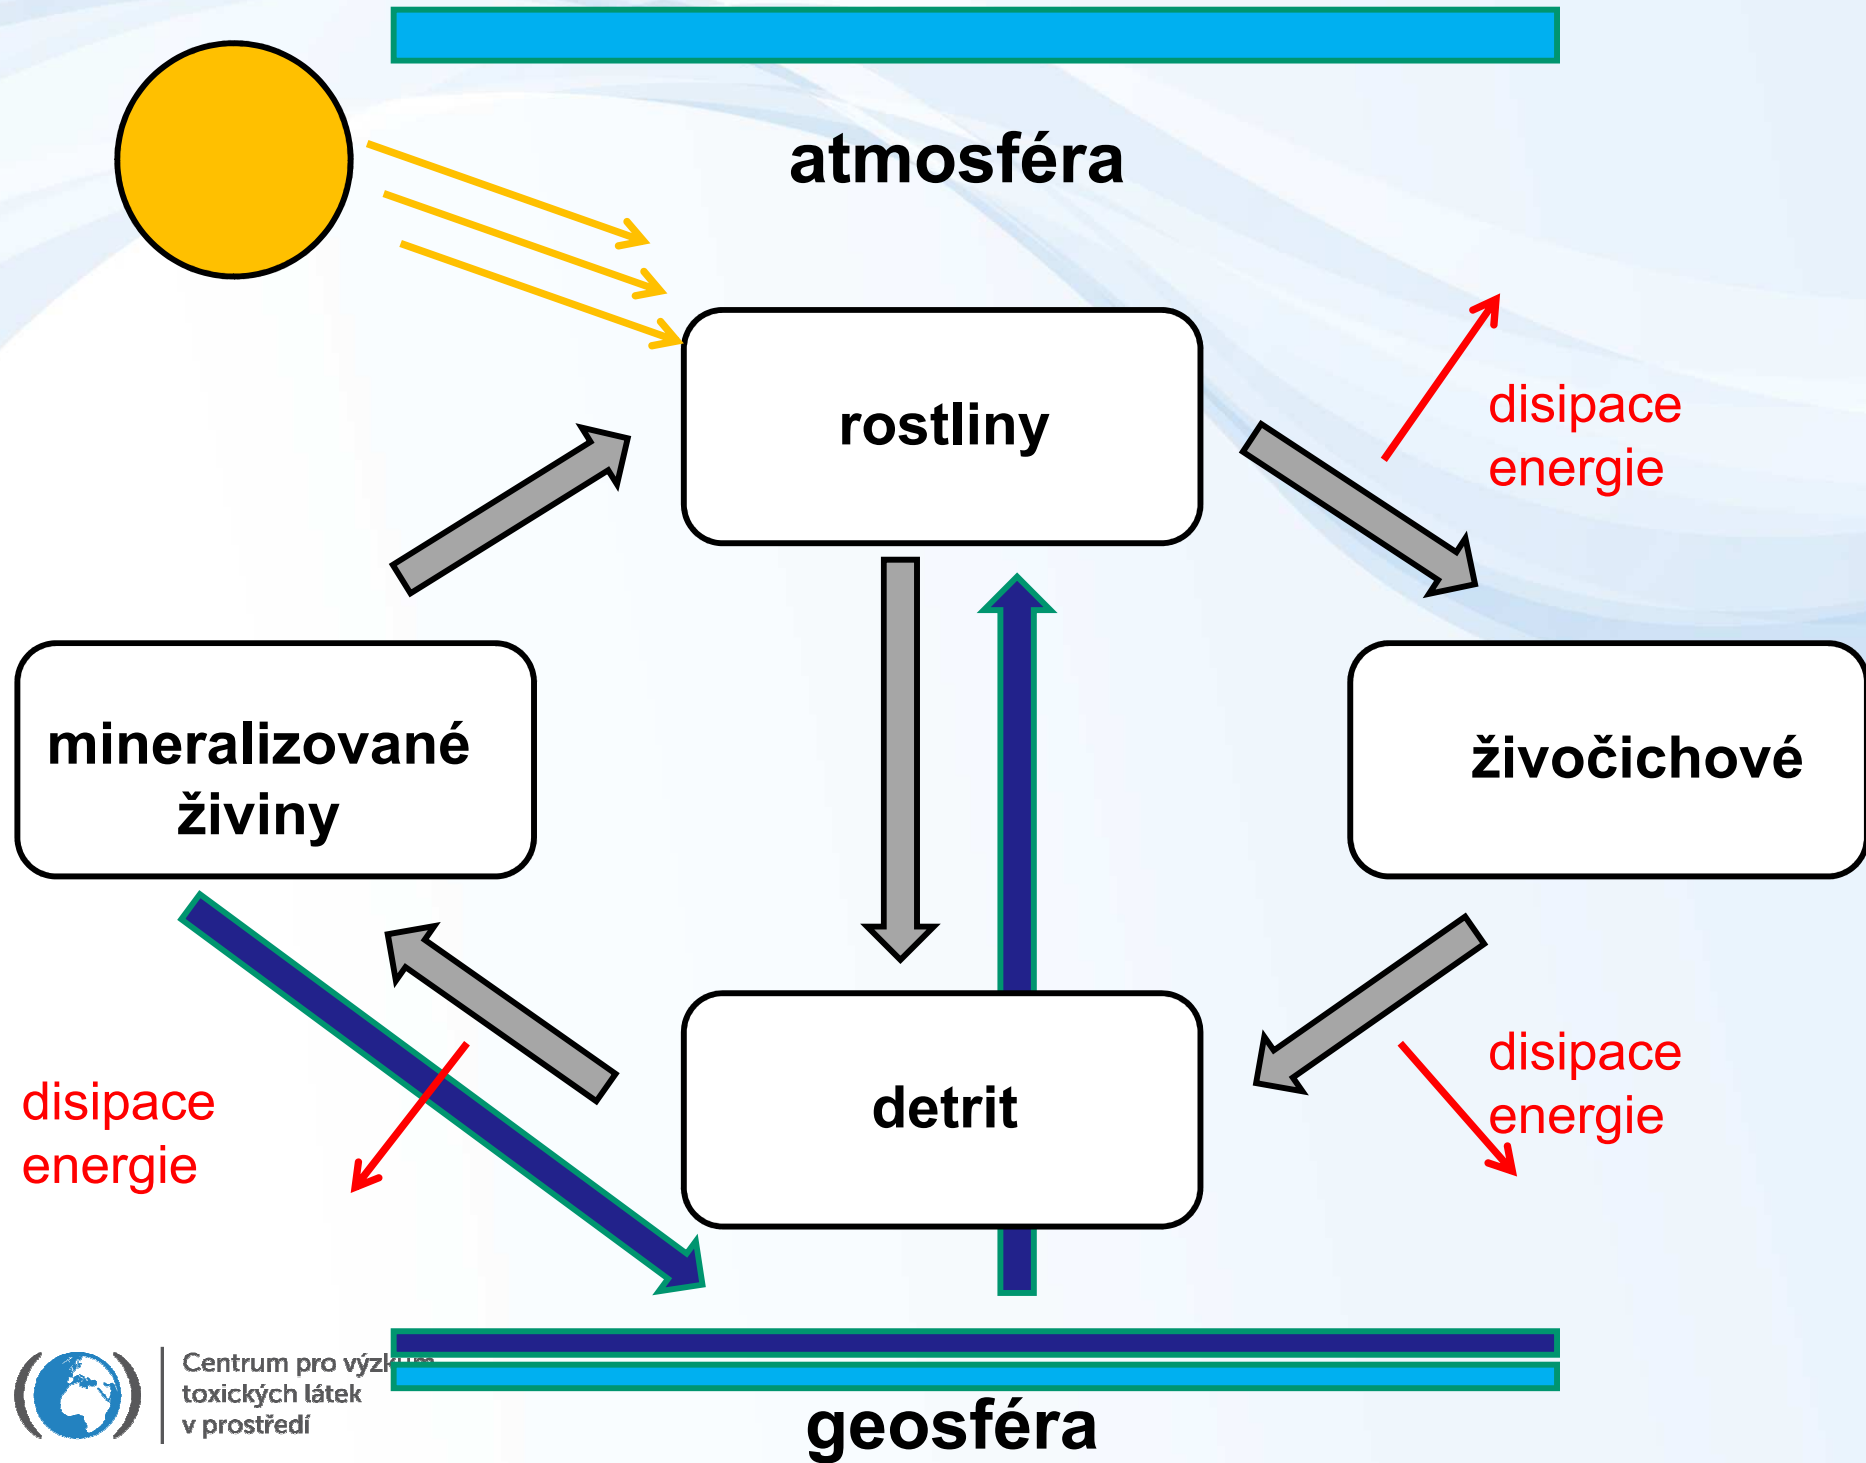 atmosféra
rostliny
disipace
energie
mineralizované
živiny
živočichové
detrit
disipace
energie
disipace
energie
Centrum pro výzkum
toxických látek
v prostředí
geosféra